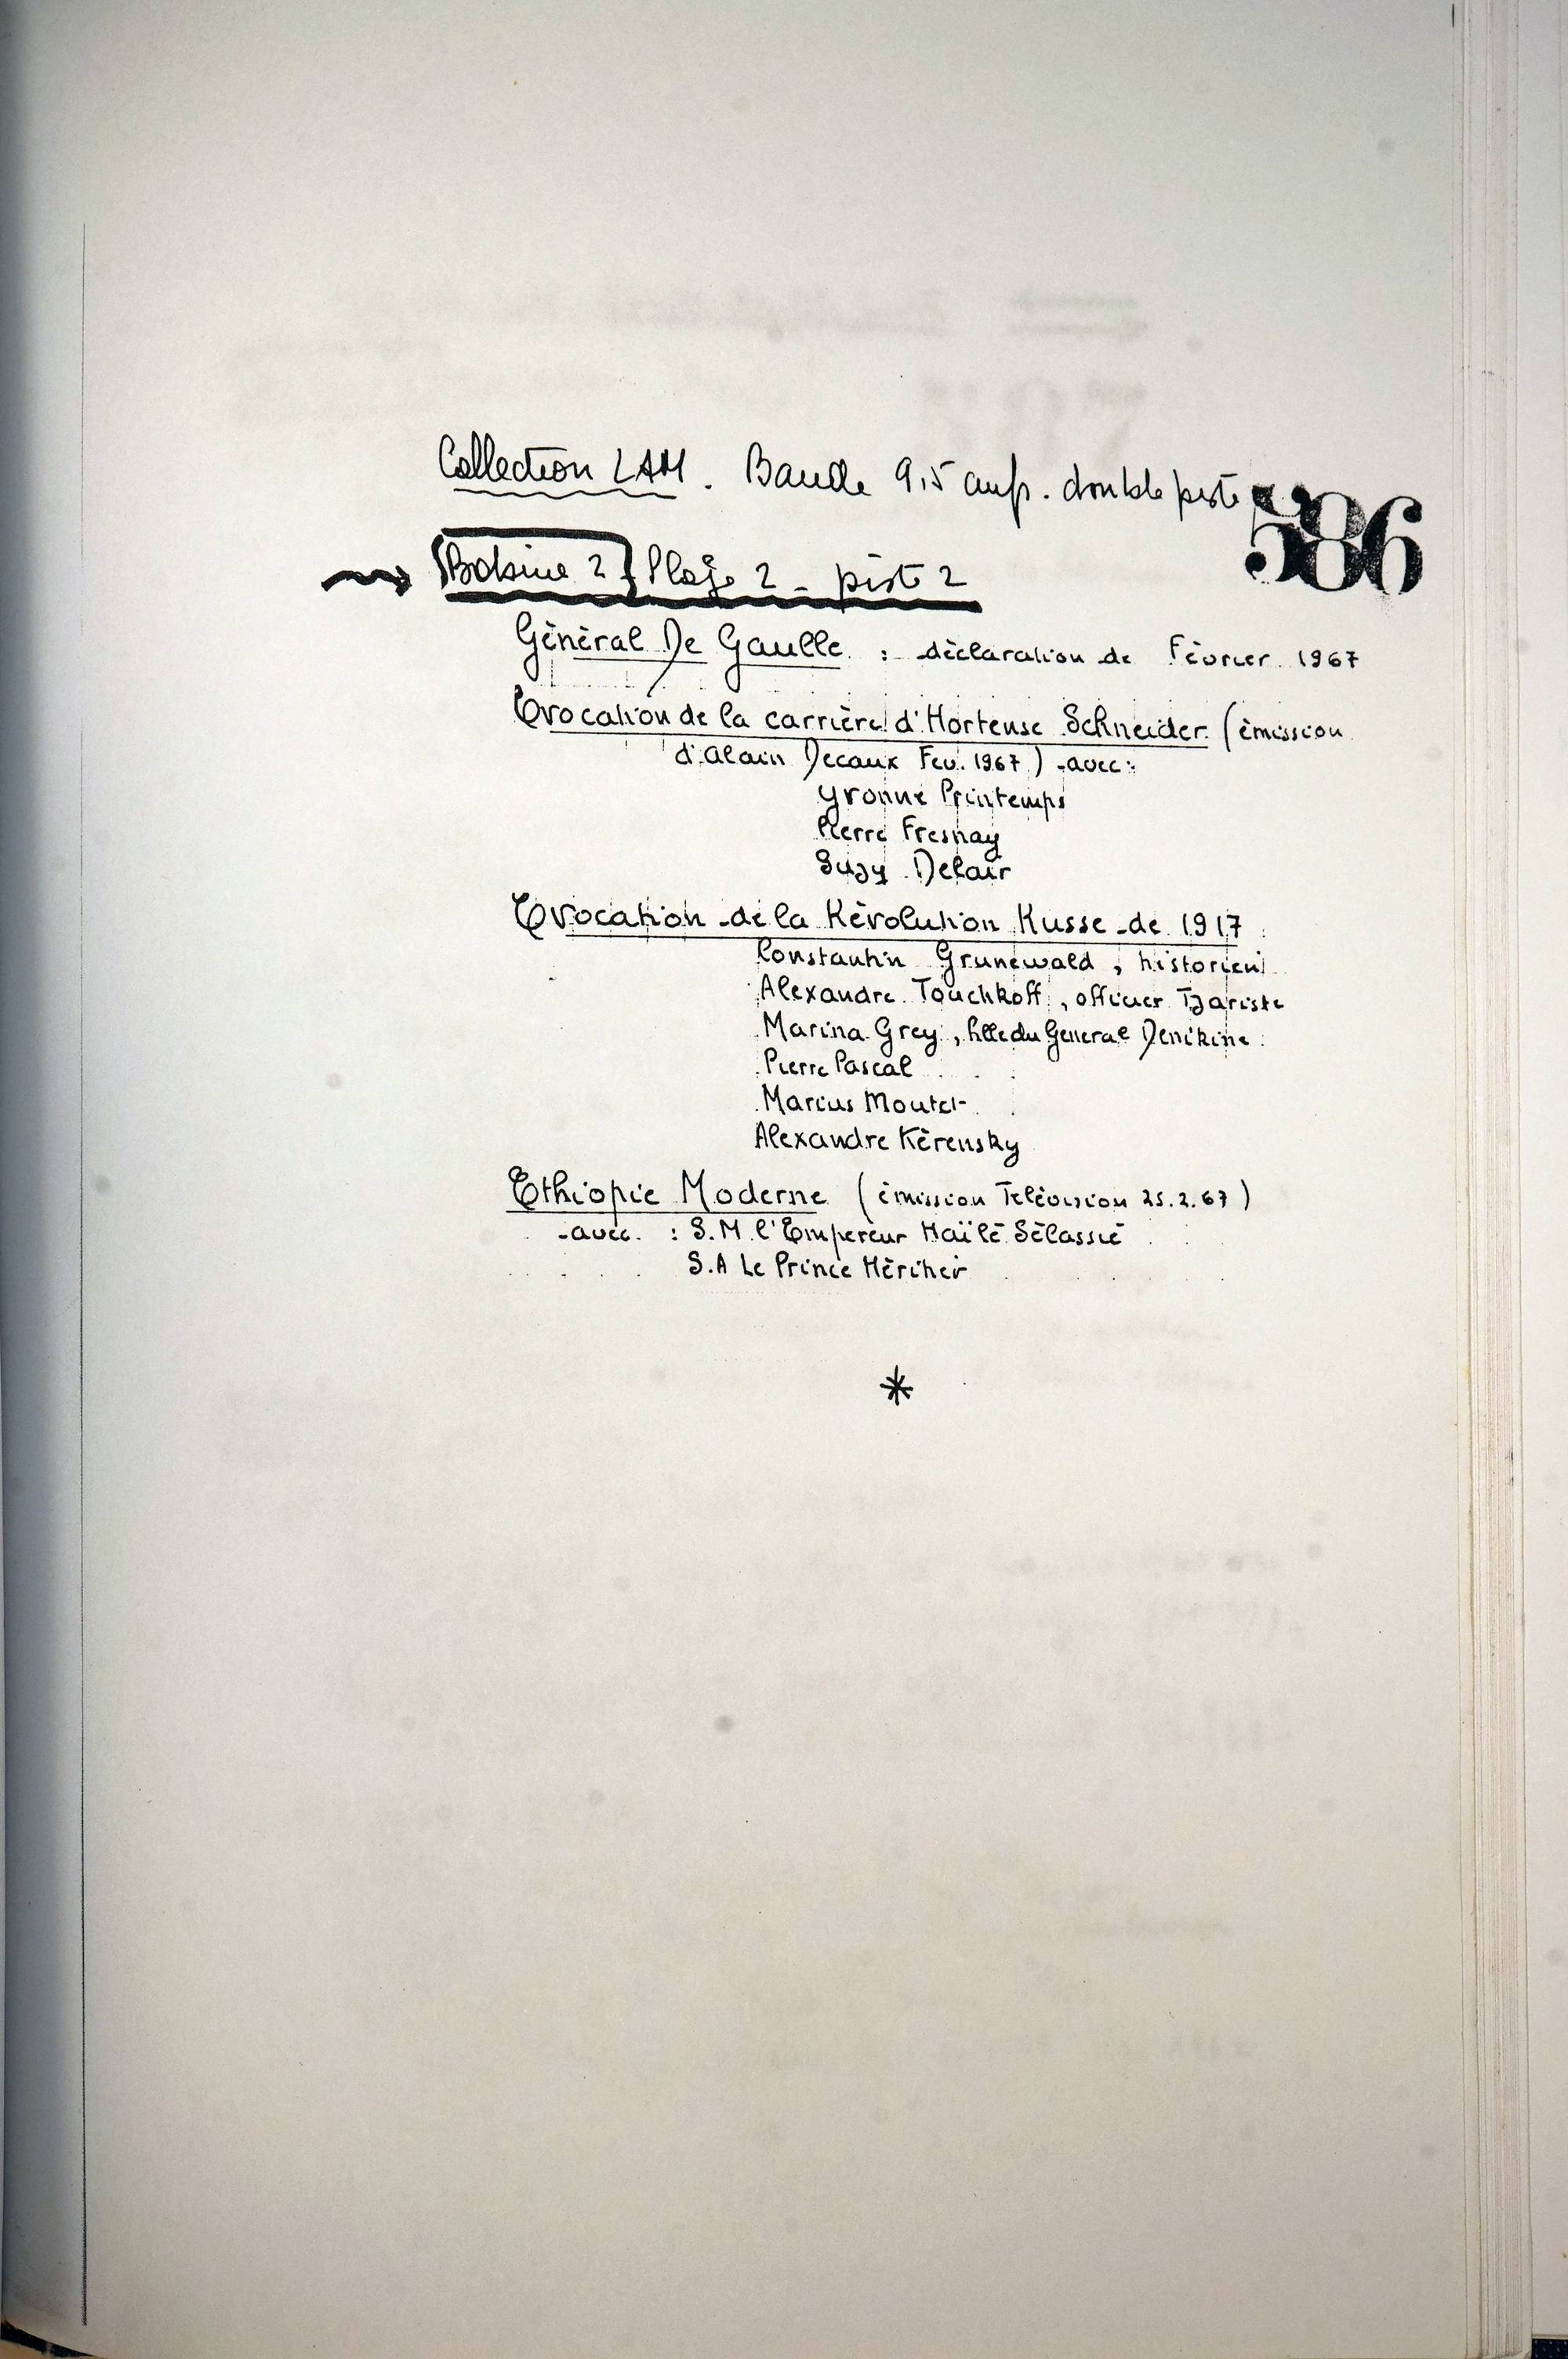 Collection LAM. Bande 9,5 cm/s. double piste
586
Bobine 2 Plage 2 - piste 2
Général De Gaulle : déclaration de Février 1967
Evocation de la carrière d'Hortense Schneider (émission
d'Alain Decaux Fev. 1967) -avec:
Yvonne Printemps
Pierre Fresnay
Suzy Delair
Evocation de la Révolution Russe de 1917
Constantin Grunewald, historien
Alexandre Touchkoff, officier Tzariste
Marina Grey, fille du General Denikine
Pierre Pascal
Marius Moutet
Alexandre Kérensky
Ethiopie Moderne (émission Télévision 25.2.67)
-avec : S.M l'Empereur Haïlé Sélassié
S.A Le Prince
*